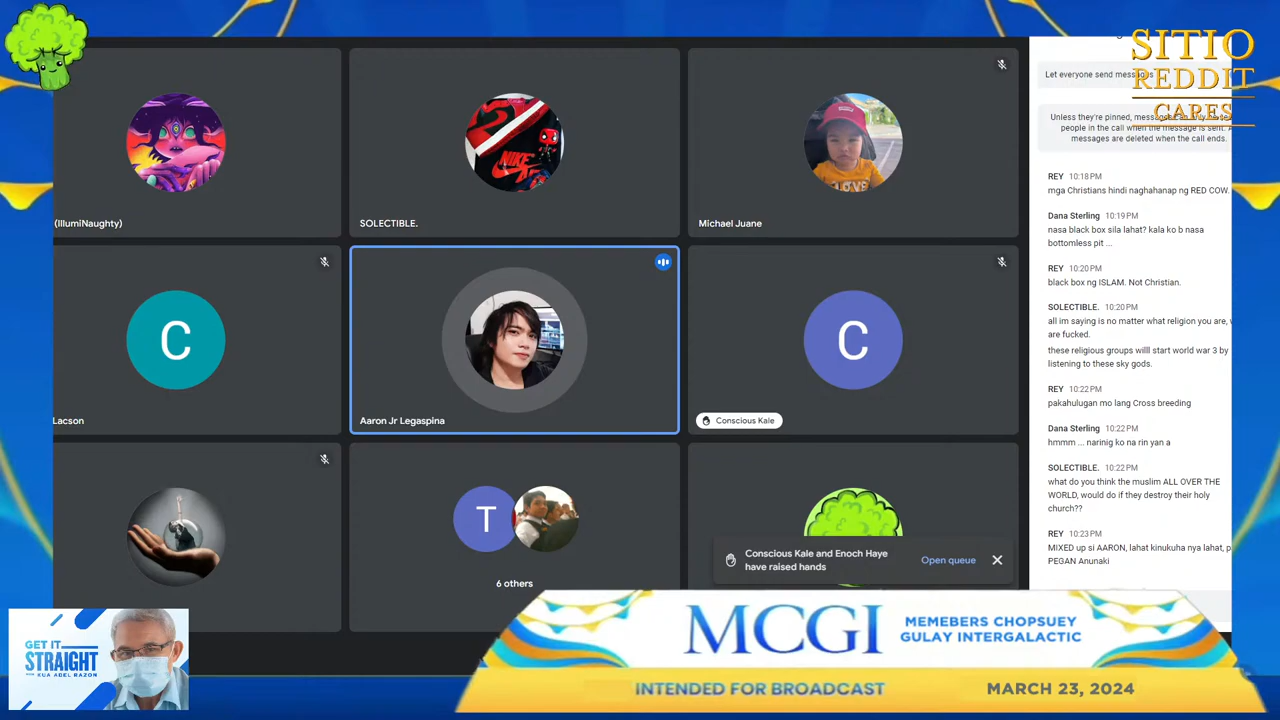 SITIO
REDDIT
CARES
Let everyone send messages
Unless they're pinned, messages can only be
people in the call when the message is sent.
messages are deleted when the call ends.
(IllumiNaughty)
SOLECTIBLE.
Michael Juane
REY 10:18 PM
mga Christians hindi naghahanap ng RED COW.
Dana Sterling 10:19 PM
nasa black box sila lahat? kala ko b nasa
bottomless pit ...
REY 10:20 PM
black box ng ISLAM. Not Christian.
SOLECTIBLE. 10:20 PM
all im saying is no matter what religion you are,
are fucked.
these religious groups willl start world war 3 by
listening to these sky gods.
REY 10:22 PM
pakahulugan mo lang Cross breeding
Dana Sterling 10:22 PM
hmmm ... narinig ko na rin yan a
SOLECTIBLE. 10:22 PM
what do you think the muslim ALL OVER THE
WORLD, would do if they destroy their holy
church??
REY 10:23 PM
MIXED up si AARON, lahat kinukuha nya lahat,
PEGAN Anunaki
C
Lacson
Aaron Jr Legaspina
C
Conscious Kale
NIKE
T
6 others
Conscious Kale and Enoch Haye
have raised hands
Open queue
GET IT
STRAIGHT
WITH KUA ADEL RAZON
MCGI
MEMEBERS CHOPSUEY
GULAY INTERGALACTIC
INTENDED FOR BROADCAST
MARCH 23, 2024